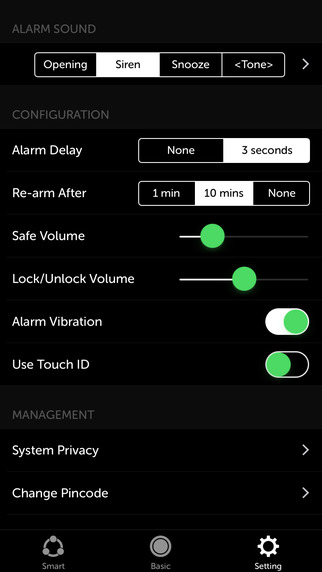 ALARM SOUND
Opening Siren Snooze <Tone>
CONFIGURATION
Alarm Delay None 3 seconds
Re-arm After 1 min 10 mins None
Safe Volume
Lock/Unlock Volume
Alarm Vibration
Use Touch ID
MANAGEMENT
System Privacy
Change Pincode
Smart Basic Setting